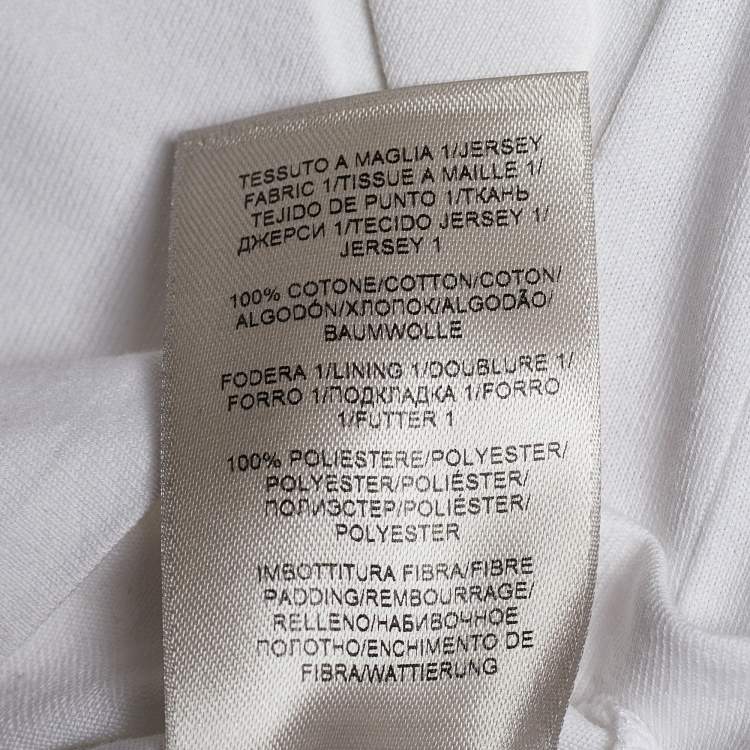 TESSUTO A MAGLIA 1/JERSEY
FABRIC 1/TISSUE A MAILLE 1/
TEJIDO DE PUNTO 1/ТКАНЬ
ДЖЕРСИ 1/TECIDO JERSEY 1/
JERSEY 1
100% COTONE/COTTON/COTON/
ALGODÓN/ХЛОПОК/ALGODÃO/
BAUMWOLLE
FODERA 1/LINING 1/DOUBLURE 1/
FORRO 1/ПОДКЛАДКА 1/FORRO
1/FUTTER 1
100% POLIESTERE/POLYESTER/
POLYESTER/POLIÉSTER/
ПОЛИЭСТЕР/POLIÉSTER/
POLYESTER
IMBOTTITURA FIBRA/FIBRE
PADDING/REMBOURRAGE/
RELLENO/НАБИВОЧНОЕ
ПОЛОТНО/ENCHIMENTO DE
FIBRA/WATTIERUNG